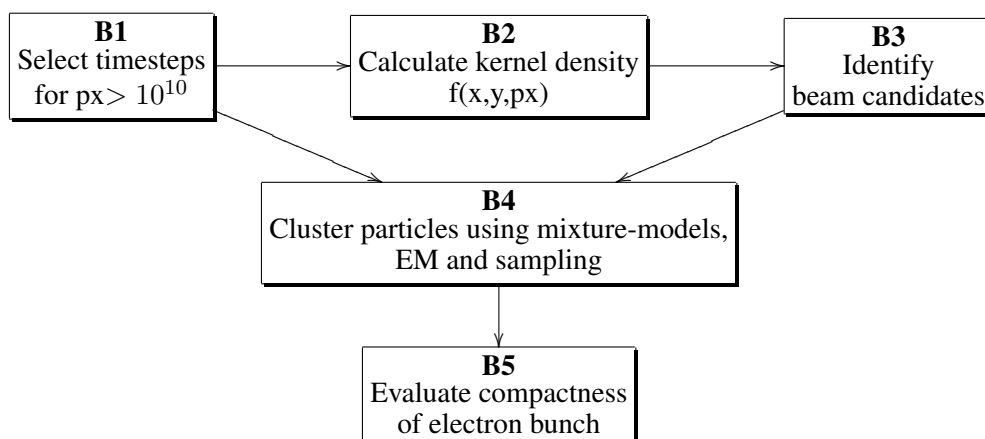 B1
Select timesteps
for px> 10^10
B2
Calculate kernel density
f(x,y,px)
B3
Identify
beam candidates
B4
Cluster particles using mixture-models,
EM and sampling
B5
Evaluate compactness
of electron bunch